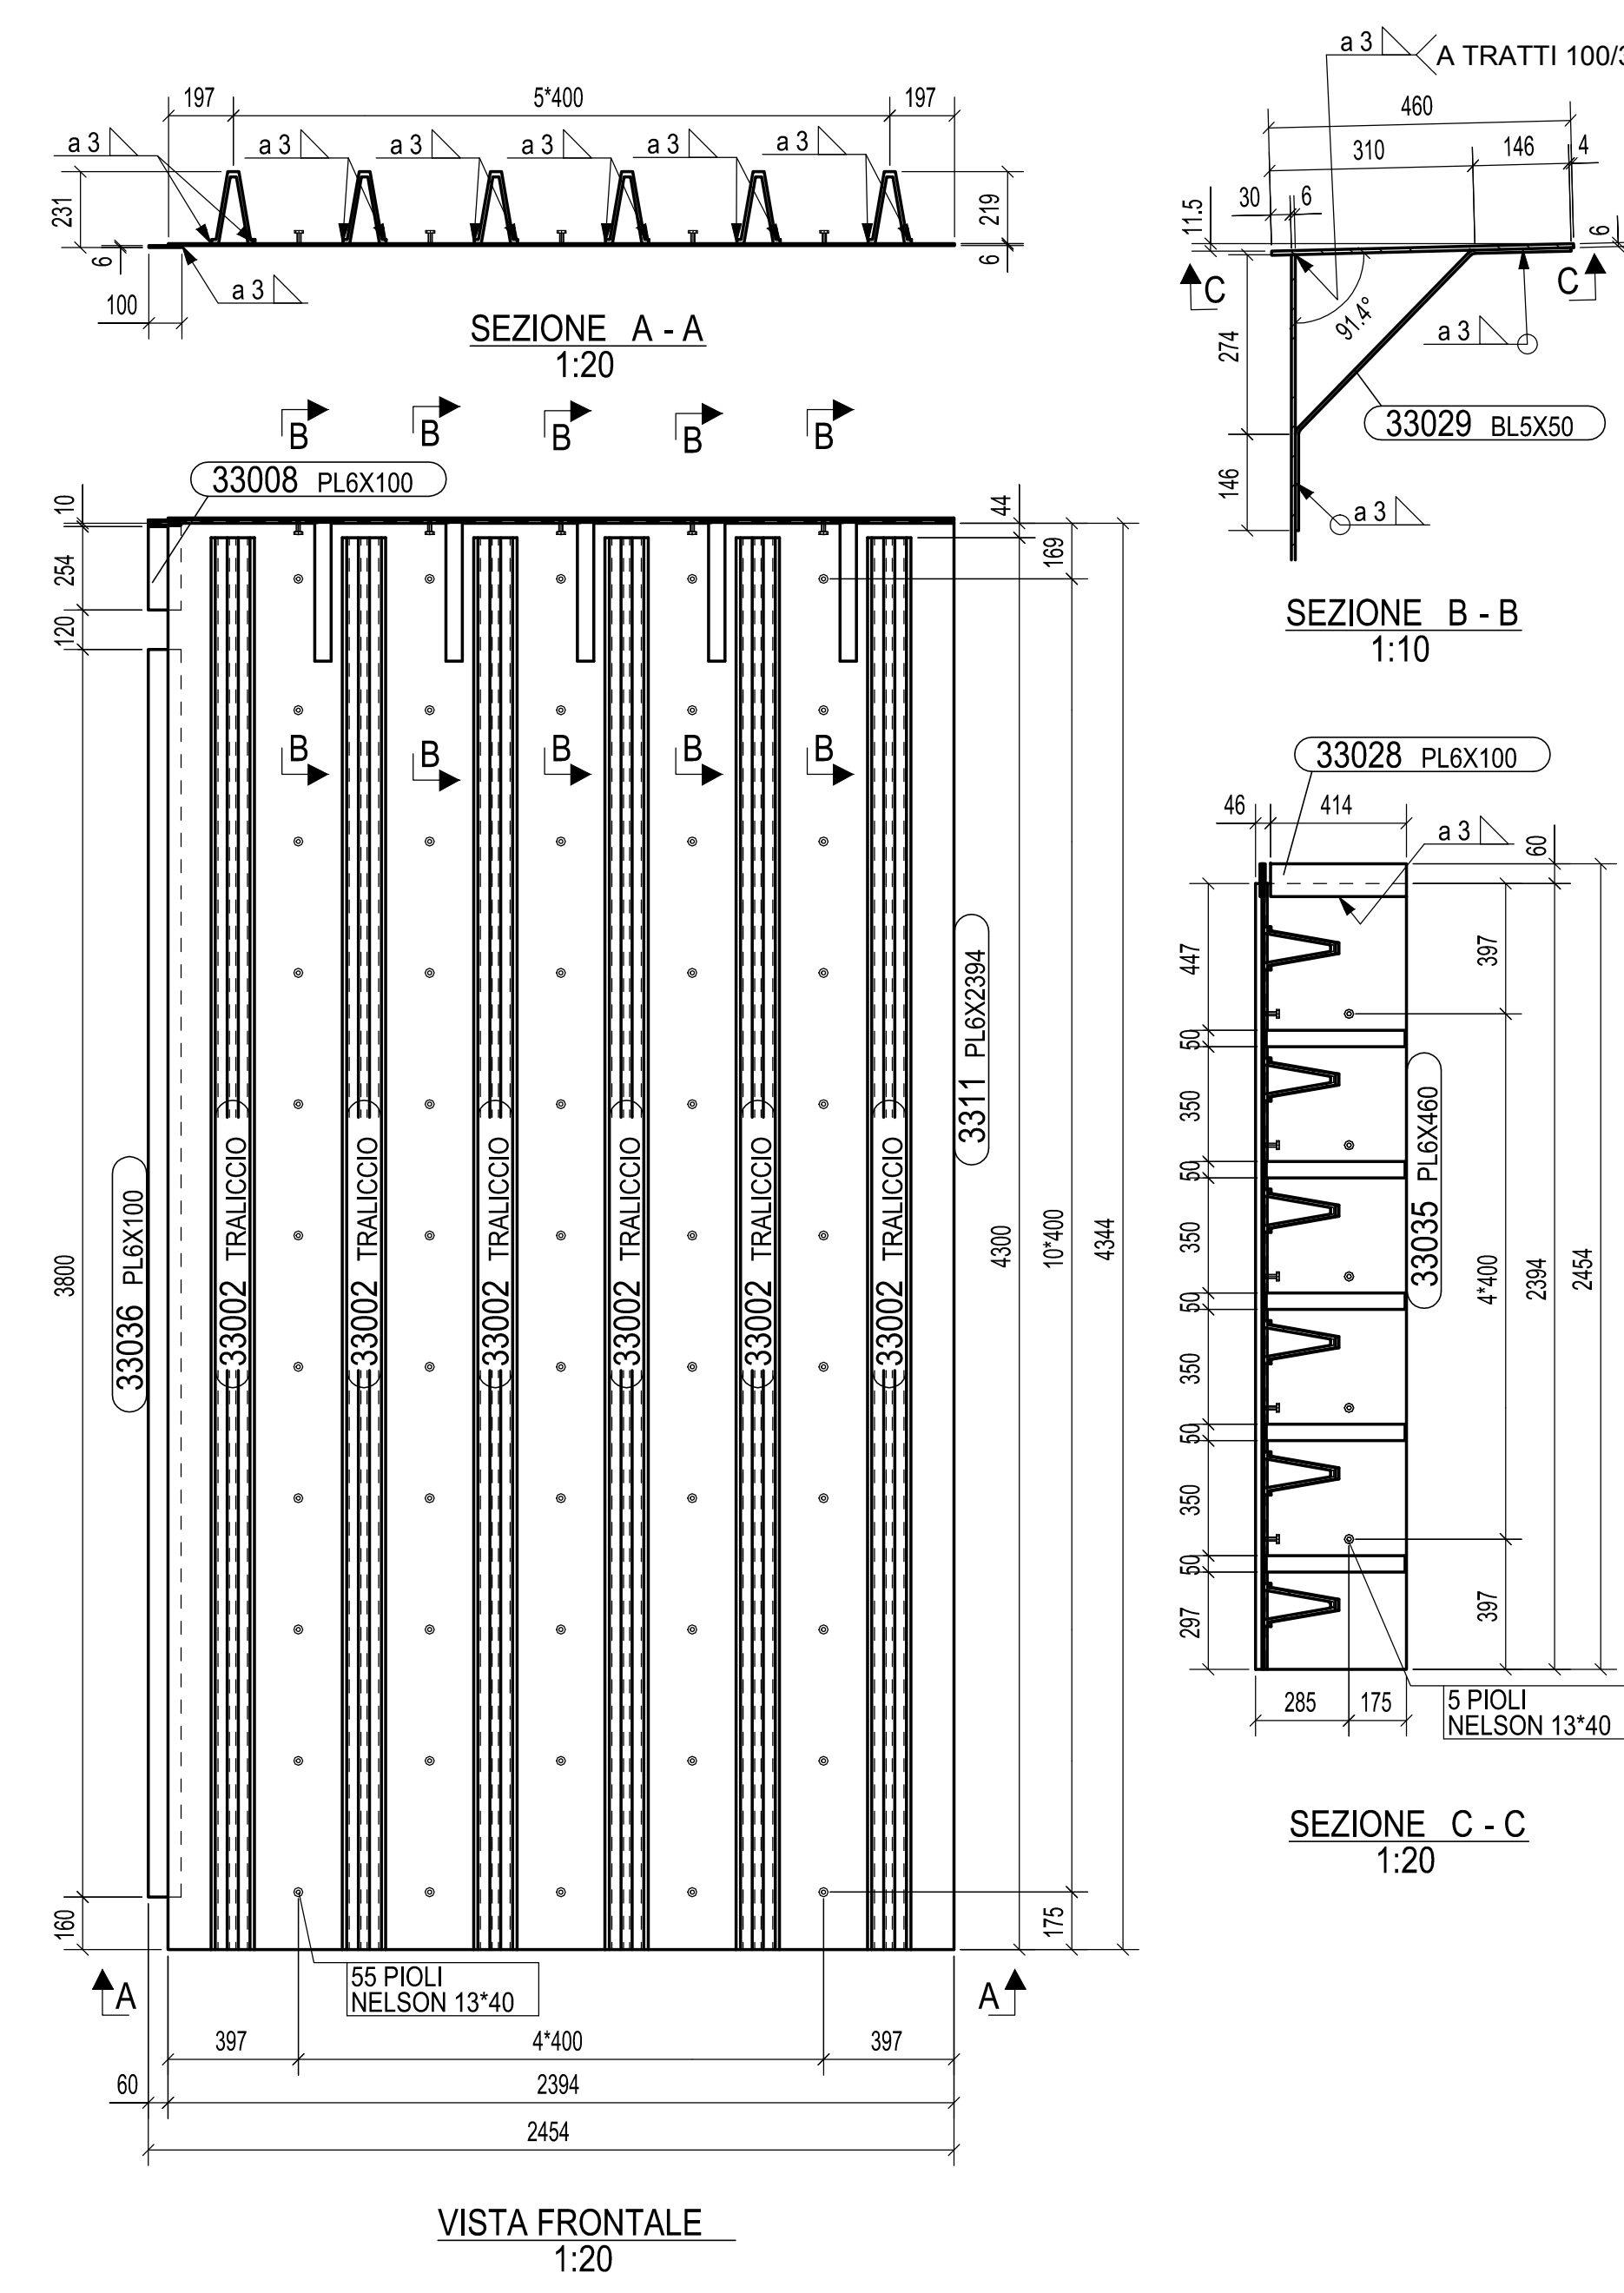 197
5*400
197
a 3
a 3
a 3
a 3
a 3
a 3
231
219
6
6
100
a 3
SEZIONE A - A
1:20
a 3
A TRATTI 100/3
460
310
146
4
30
6
11.5
6
C
C
274
91.4°
a 3
33029 BL5X50
146
a 3
SEZIONE B - B
1:10
B
B
B
B
B
33008 PL6X100
10
44
254
169
120
B
B
B
B
B
33036 PL6X100
33002 TRALICCIO
33002 TRALICCIO
33002 TRALICCIO
33002 TRALICCIO
33002 TRALICCIO
33002 TRALICCIO
3311 PL6X2394
3800
4300
10*400
4344
160
175
A
A
55 PIOLI
NELSON 13*40
397
4*400
397
60
2394
2454
VISTA FRONTALE
1:20
33028 PL6X100
46
414
a 3
60
447
397
50
350
50
350
33035 PL6X460
50
4*400
2394
2454
350
50
350
50
297
397
285
175
5 PIOLI
NELSON 13*40
SEZIONE C - C
1:20